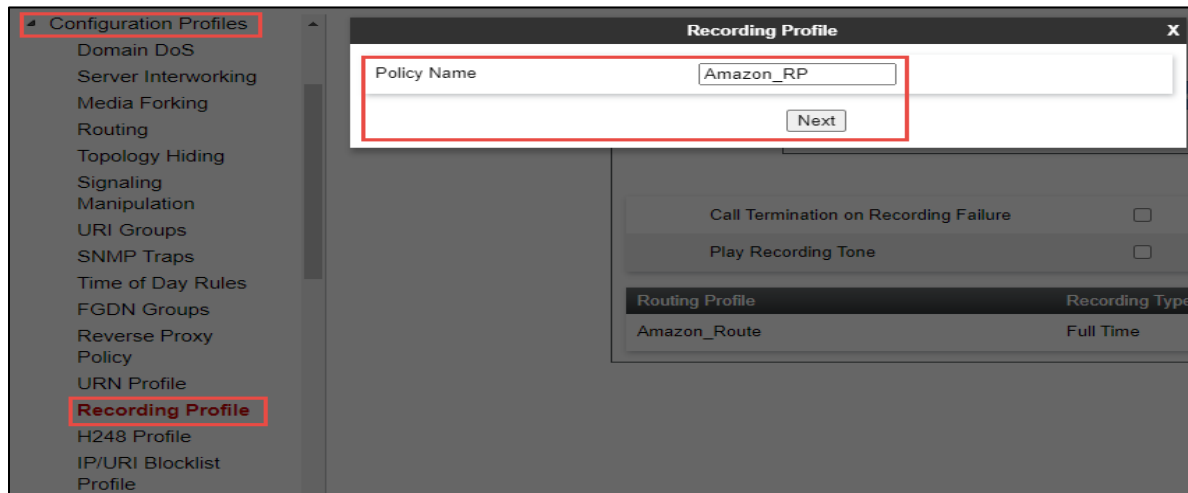 Configuration Profiles
Domain DoS
Server Interworking
Media Forking
Routing
Topology Hiding
Signaling
Manipulation
URI Groups
SNMP Traps
Time of Day Rules
FGDN Groups
Reverse Proxy
Policy
URN Profile
Recording Profile
H248 Profile
IP/URI Blocklist
Profile
Recording Profile X
Policy Name Amazon_RP
Next
Call Termination on Recording Failure
Play Recording Tone
Routing Profile Recording Type
Amazon_Route Full Time